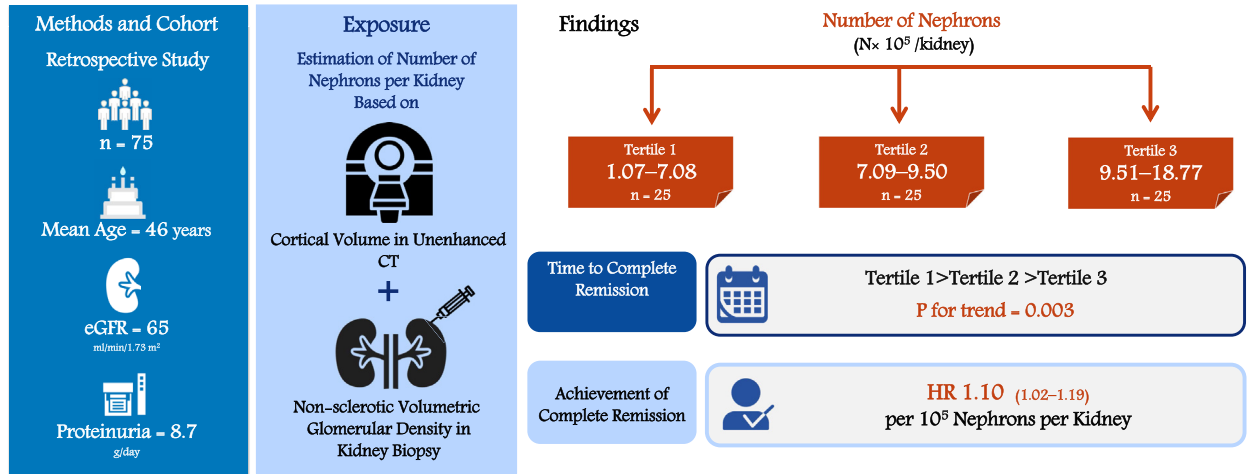 Methods and Cohort
Retrospective Study
n = 75
Mean Age = 46 years
eGFR = 65
ml/min/1.73 m²
Proteinuria = 8.7
g/day
Exposure
Estimation of Number of
Nephrons per Kidney
Based on
Cortical Volume in Unenhanced
CT
+
Non-sclerotic Volumetric
Glomerular Density in
Kidney Biopsy
Findings
Number of Nephrons
(N× 10⁵ /kidney)
Tertile 1
1.07–7.08
n = 25
Tertile 2
7.09–9.50
n = 25
Tertile 3
9.51–18.77
n = 25
Time to Complete
Remission
Tertile 1>Tertile 2 >Tertile 3
P for trend = 0.003
Achievement of
Complete Remission
HR 1.10 (1.02–1.19)
per 10⁵ Nephrons per Kidney